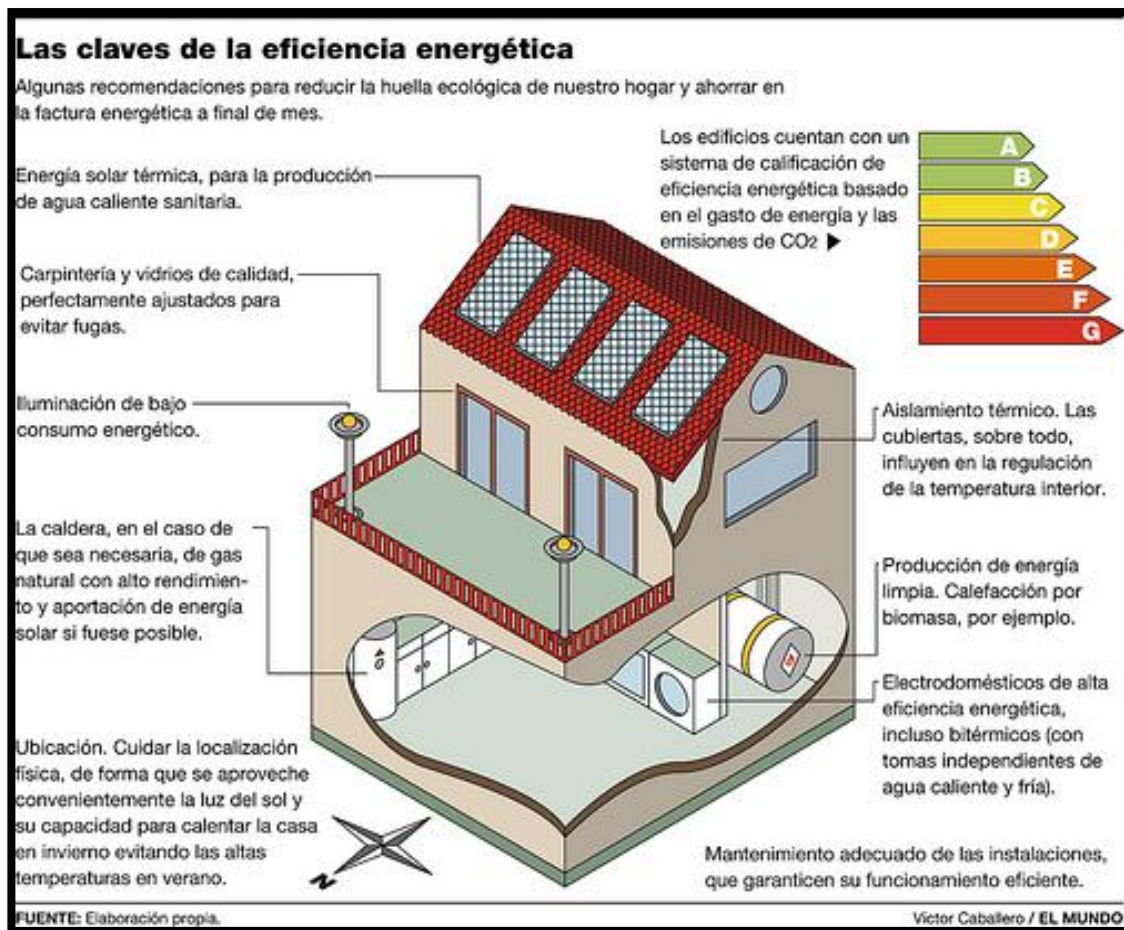 Las claves de la eficiencia energética
Algunas recomendaciones para reducir la huella ecológica de nuestro hogar y ahorrar en
la factura energética a final de mes.
Energía solar térmica, para la producción
de agua caliente sanitaria.
Carpintería y vidrios de calidad,
perfectamente ajustados para
evitar fugas.
Iluminación de bajo
consumo energético.
La caldera, en el caso de
que sea necesaria, de gas
natural con alto rendimien-
to y aportación de energía
solar si fuese posible.
Ubicación. Cuidar la localización
física, de forma que se aproveche
convenientemente la luz del sol y
su capacidad para calentar la casa
en invierno evitando las altas
temperaturas en verano.
N
Los edificios cuentan con un
sistema de calificación de
eficiencia energética basado
en el gasto de energía y las
emisiones de CO2 ▶
A
B
C
D
E
F
G
Aislamiento térmico. Las
cubiertas, sobre todo,
influyen en la regulación
de la temperatura interior.
Producción de energía
limpia. Calefacción por
biomasa, por ejemplo.
Electrodomésticos de alta
eficiencia energética,
incluso bitérmicos (con
tomas independientes de
agua caliente y fría).
Mantenimiento adecuado de las instalaciones,
que garanticen su funcionamiento eficiente.
FUENTE: Elaboración propia.
Victor Caballero / EL MUNDO